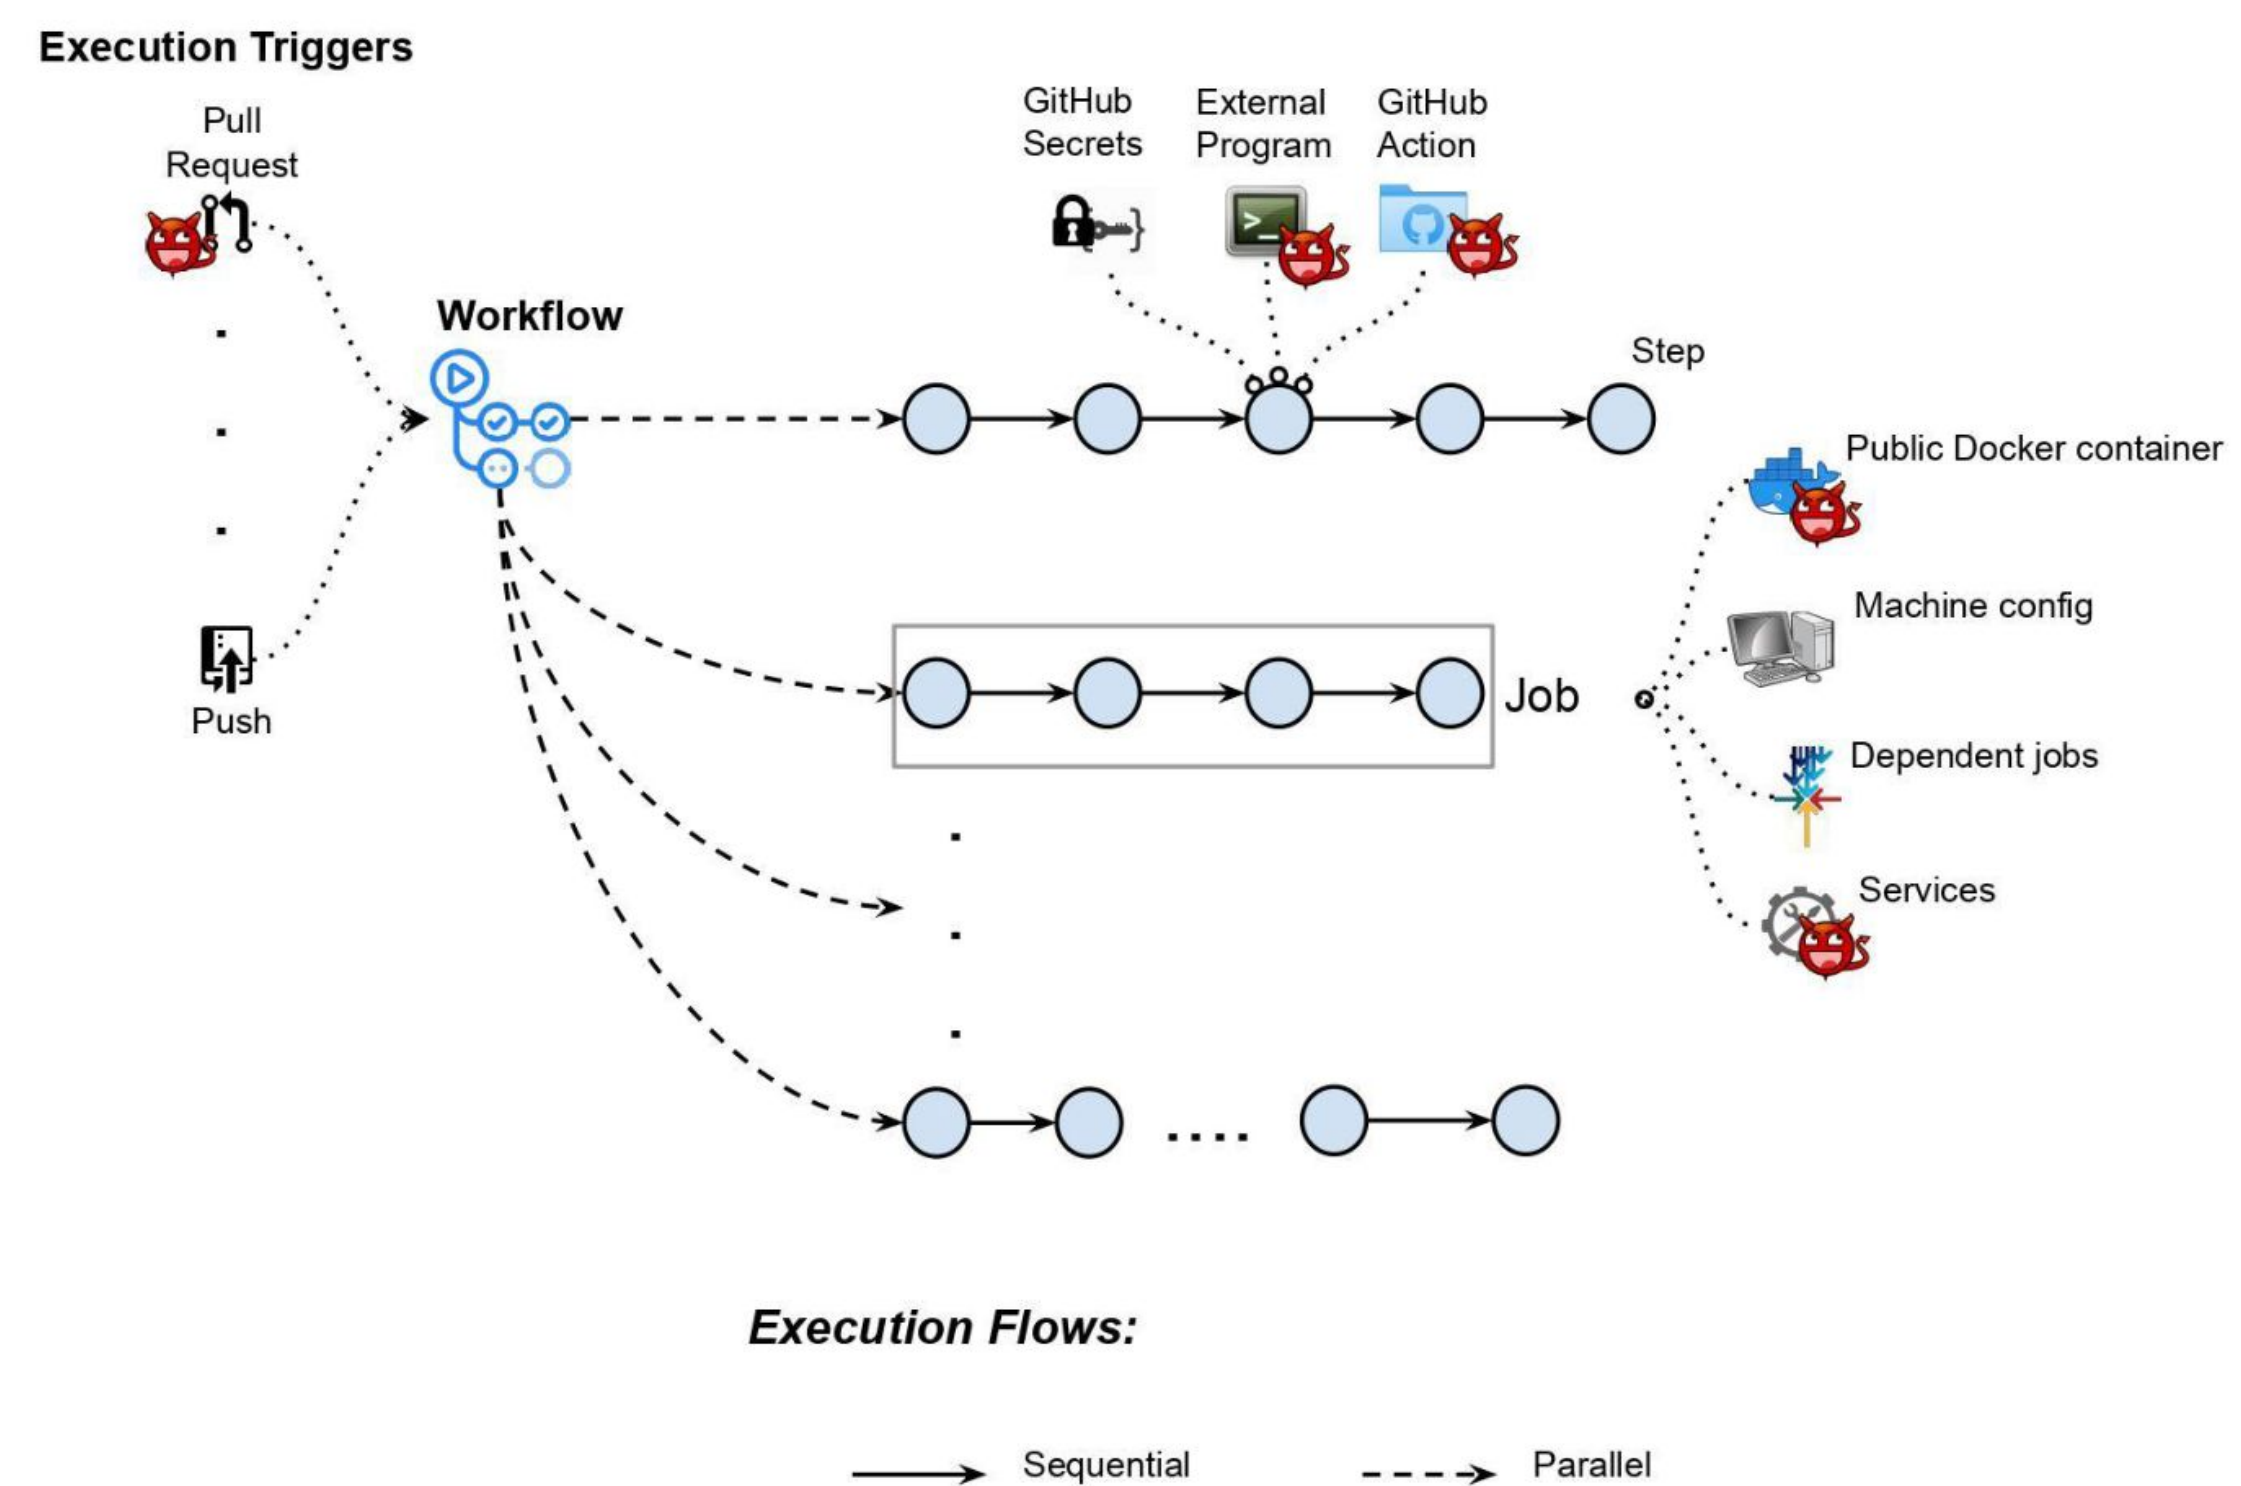 Execution Triggers
Pull
Request
GitHub
Secrets
External
Program
GitHub
Action
Workflow
Step
Public Docker container
Machine config
Job
Push
Dependent jobs
Services
Execution Flows:
Sequential
Parallel